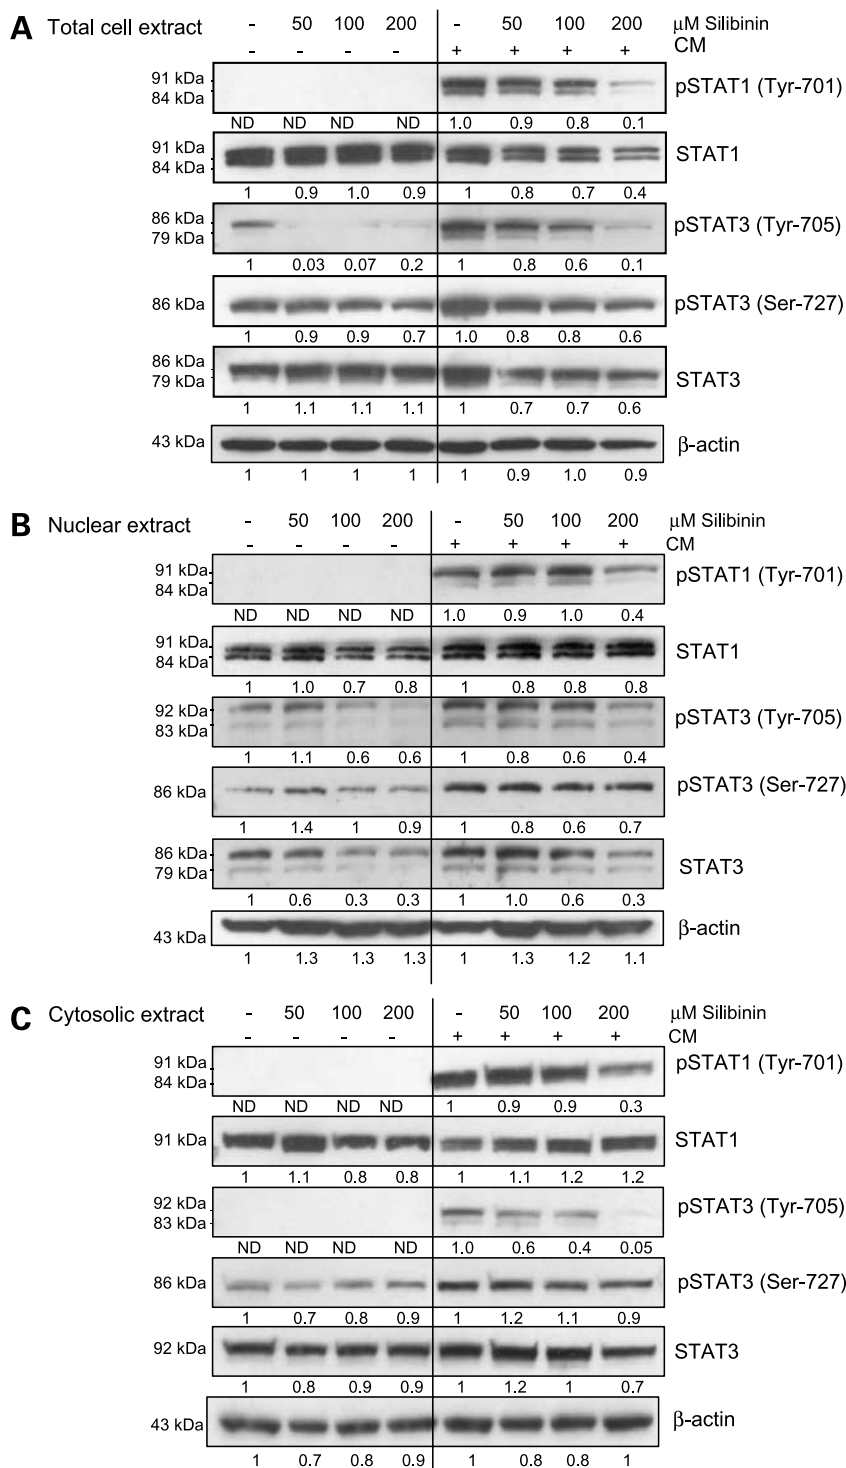 A Total cell extract - 50 100 200 - 50 100 200 μM Silibinin
- - - - + + + + CM
91 kDa
84 kDa
pSTAT1 (Tyr-701)
ND ND ND ND 1.0 0.9 0.8 0.1
91 kDa
84 kDa
STAT1
1 0.9 1.0 0.9 1 0.8 0.7 0.4
86 kDa
79 kDa
pSTAT3 (Tyr-705)
1 0.03 0.07 0.2 1 0.8 0.6 0.1
86 kDa pSTAT3 (Ser-727)
1 0.9 0.9 0.7 1.0 0.8 0.8 0.6
86 kDa
79 kDa
STAT3
1 1.1 1.1 1.1 1 0.7 0.7 0.6
43 kDa β-actin
1 1 1 1 1 0.9 1.0 0.9
B Nuclear extract - 50 100 200 - 50 100 200 μM Silibinin
- - - - + + + + CM
91 kDa
84 kDa
pSTAT1 (Tyr-701)
ND ND ND ND 1.0 0.9 1.0 0.4
91 kDa
84 kDa
STAT1
1 1.0 0.7 0.8 1 0.8 0.8 0.8
92 kDa
83 kDa
pSTAT3 (Tyr-705)
1 1.1 0.6 0.6 1 0.8 0.6 0.4
86 kDa pSTAT3 (Ser-727)
1 1.4 1 0.9 1 0.8 0.6 0.7
86 kDa
79 kDa
STAT3
1 0.6 0.3 0.3 1 1.0 0.6 0.3
43 kDa β-actin
1 1.3 1.3 1.3 1 1.3 1.2 1.1
C Cytosolic extract - 50 100 200 - 50 100 200 μM Silibinin
- - - - + + + + CM
91 kDa
84 kDa
pSTAT1 (Tyr-701)
ND ND ND ND 1 0.9 0.9 0.3
91 kDa STAT1
1 1.1 0.8 0.8 1 1.1 1.2 1.2
92 kDa
83 kDa
pSTAT3 (Tyr-705)
ND ND ND ND 1.0 0.6 0.4 0.05
86 kDa pSTAT3 (Ser-727)
1 0.7 0.8 0.9 1 1.2 1.1 0.9
92 kDa STAT3
1 0.8 0.9 0.9 1 1.2 1 0.7
43 kDa β-actin
1 0.7 0.8 0.9 1 0.8 0.8 1